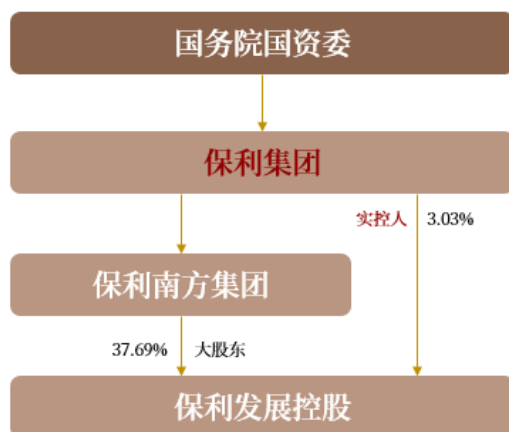 国务院国资委
保利集团
实控人 3.03%
保利南方集团
37.69% 大股东
保利发展控股